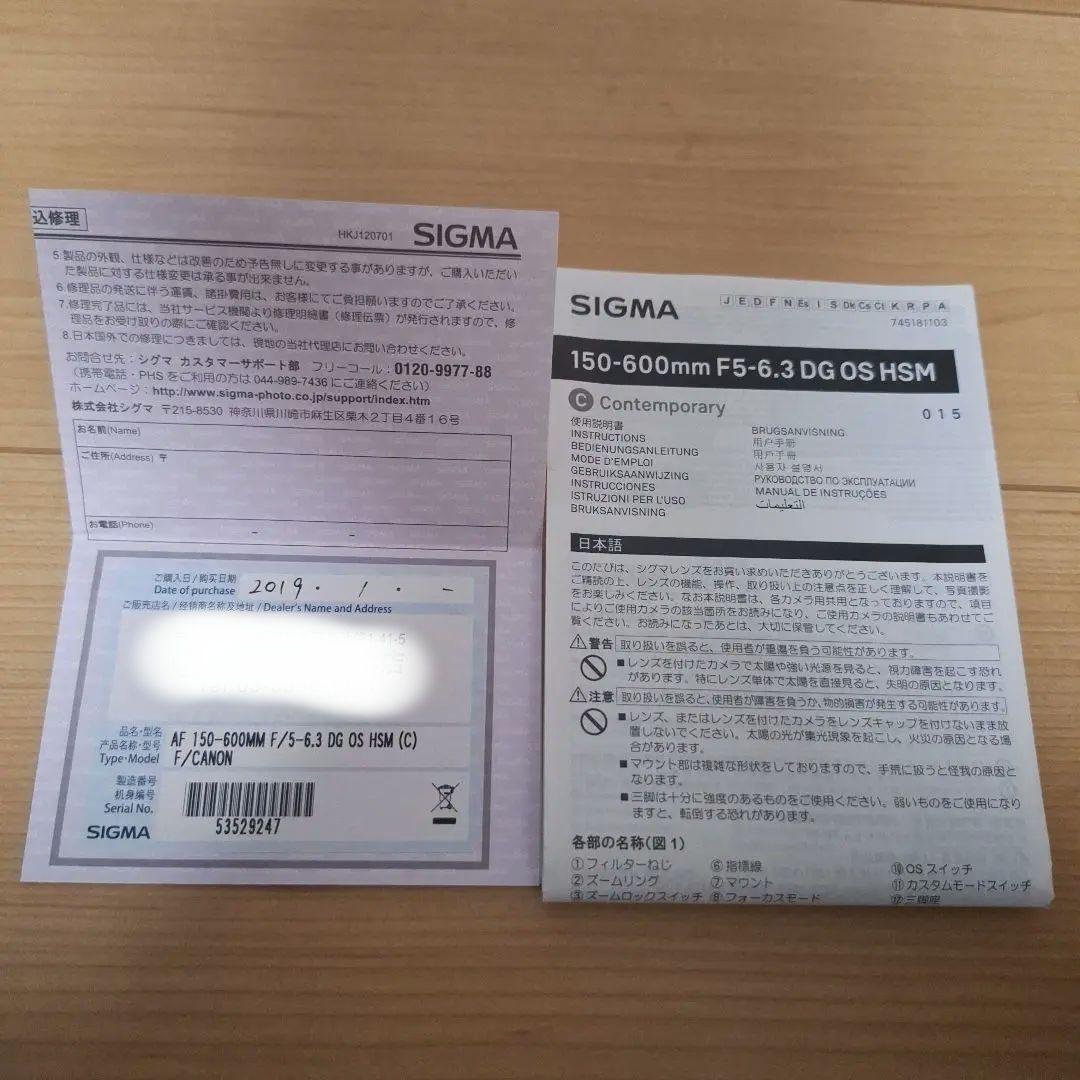 込修理
HKJ120701 SIGMA
5.製品の外観、仕様などは改善のため予告無しに変更する事がありますが、ご購入いただい
た製品に対する仕様変更は承る事が出来ません。
6.修理品の発送に伴う運賃、諸掛費用は、お客様にてご負担願いますのでご了承ください。
7.修理完了品には、当社サービス機関より修理明細書（修理伝票）が発行されますので、修
理品をお受け取りの際にご確認ください。
8.日本国外での修理につきましては、現地の当社代理店にお問い合わせください。
お問合せ先：シグマ カスタマーサポート部 フリーコール：0120-9977-88
（携帯電話・PHS をご利用の方は 044-989-7436 にご連絡ください）
ホームページ：http://www.sigma-photo.co.jp/support/index.htm
株式会社シグマ 〒215-8530 神奈川県川崎市麻生区栗木2丁目4番16号
お名前(Name)
ご住所(Address) 〒
お電話(Phone) - -
ご購入日/购买日期
Date of purchase 2019 . 1 . -
ご販売店名/经销商名称及地址/Dealer's Name and Address
41-5
品名・型名
产品名称・型号
Type・Model
AF 150-600MM F/5-6.3 DG OS HSM (C)
F/CANON
製造番号
机身编号
Serial No.
53529247
SIGMA
SIGMA
J E D F N Es I S Dk Cs Ct K R P A
745181103
150-600mm F5-6.3 DG OS HSM
C Contemporary
015
使用説明書
INSTRUCTIONS
BEDIENUNGSANLEITUNG
MODE D'EMPLOI
GEBRUIKSAANWIJZING
INSTRUCCIONES
ISTRUZIONI PER L'USO
BRUKSANVISNING
BRUGSANVISNING
用户手册
用戶手冊
사용자 설명서
РУКОВОДСТВО ПО ЭКСПЛУАТАЦИИ
MANUAL DE INSTRUÇÕES
التعليمات
日本語
このたびは、シグマレンズをお買い求めいただきありがとうございます。本説明書を
ご精読の上、レンズの機能、操作、取り扱い上の注意点を正しく理解して、写真撮影
をお楽しみください。なお本説明書は、各カメラ用共用となっておりますので、項目
によりご使用カメラの該当箇所をお読みになり、ご使用カメラの説明書もあわせてご
覧ください。お読みになったあとは、大切に保管してください。
警告 取り扱いを誤ると、使用者が重傷を負う可能性があります。
■レンズを付けたカメラで太陽や強い光源を見ると、視力障害を起こす恐れ
があります。特にレンズ単体で太陽を直接見ると、失明の原因となります。
注意 取り扱いを誤ると、使用者が障害を負うか、物的損害が発生する可能性があります。
■レンズ、またはレンズを付けたカメラをレンズキャップを付けないまま放
置しないでください。太陽の光が集光現象を起こし、火災の原因となる場
合があります。
■マウント部は複雑な形状をしておりますので、手荒に扱うと怪我の原因と
なります。
■三脚は十分に強度のあるものをご使用ください。弱いものをご使用になり
ますと、転倒する恐れがあります。
各部の名称(図1)
①フィルターねじ ⑥指標線 ⑩OSスイッチ
②ズームリング ⑦マウント ⑪カスタムモードスイッチ
③ズームロックスイッチ ⑧フォーカスモード ⑫三脚座